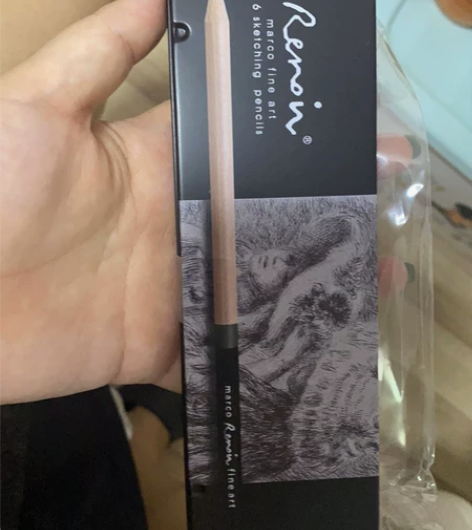 Renoir®
marco fine art
6 sketching pencils
marco Renoir fine art